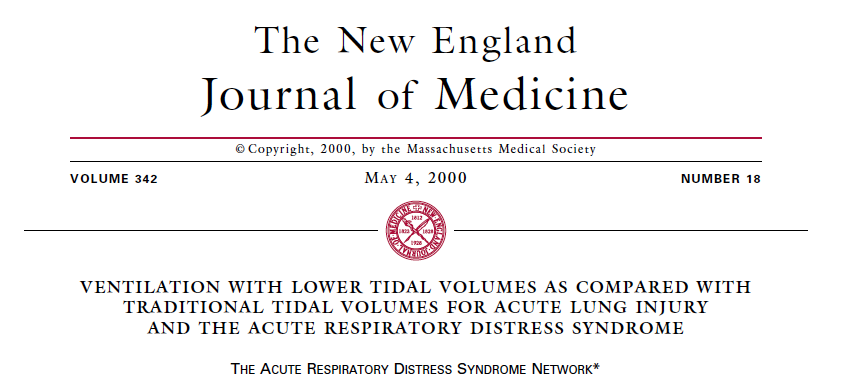 The New England
Journal of Medicine
© Copyright, 2000, by the Massachusetts Medical Society
VOLUME 342 MAY 4, 2000 NUMBER 18
VENTILATION WITH LOWER TIDAL VOLUMES AS COMPARED WITH
TRADITIONAL TIDAL VOLUMES FOR ACUTE LUNG INJURY
AND THE ACUTE RESPIRATORY DISTRESS SYNDROME
THE ACUTE RESPIRATORY DISTRESS SYNDROME NETWORK*